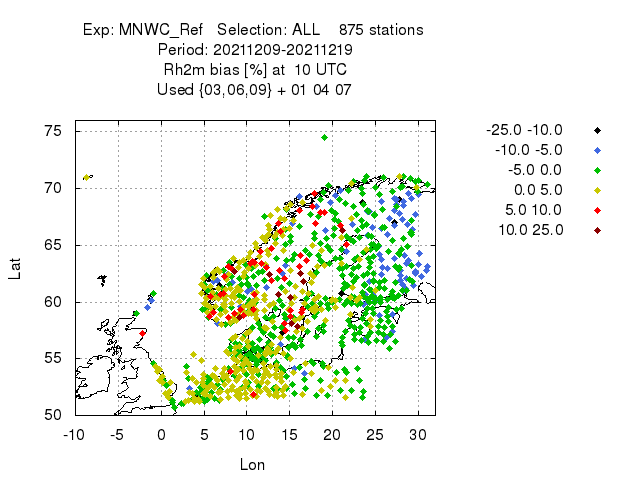 Exp: MNWC_Ref   Selection: ALL    875 stations
Period: 20211209-20211219
Rh2m bias [%] at  10 UTC
Used {03,06,09} + 01 04 07
-25.0 -10.0
-10.0 -5.0
-5.0 0.0
0.0 5.0
5.0 10.0
10.0 25.0
75
70
65
60
55
50
Lat
-10 -5 0 5 10 15 20 25 30
Lon